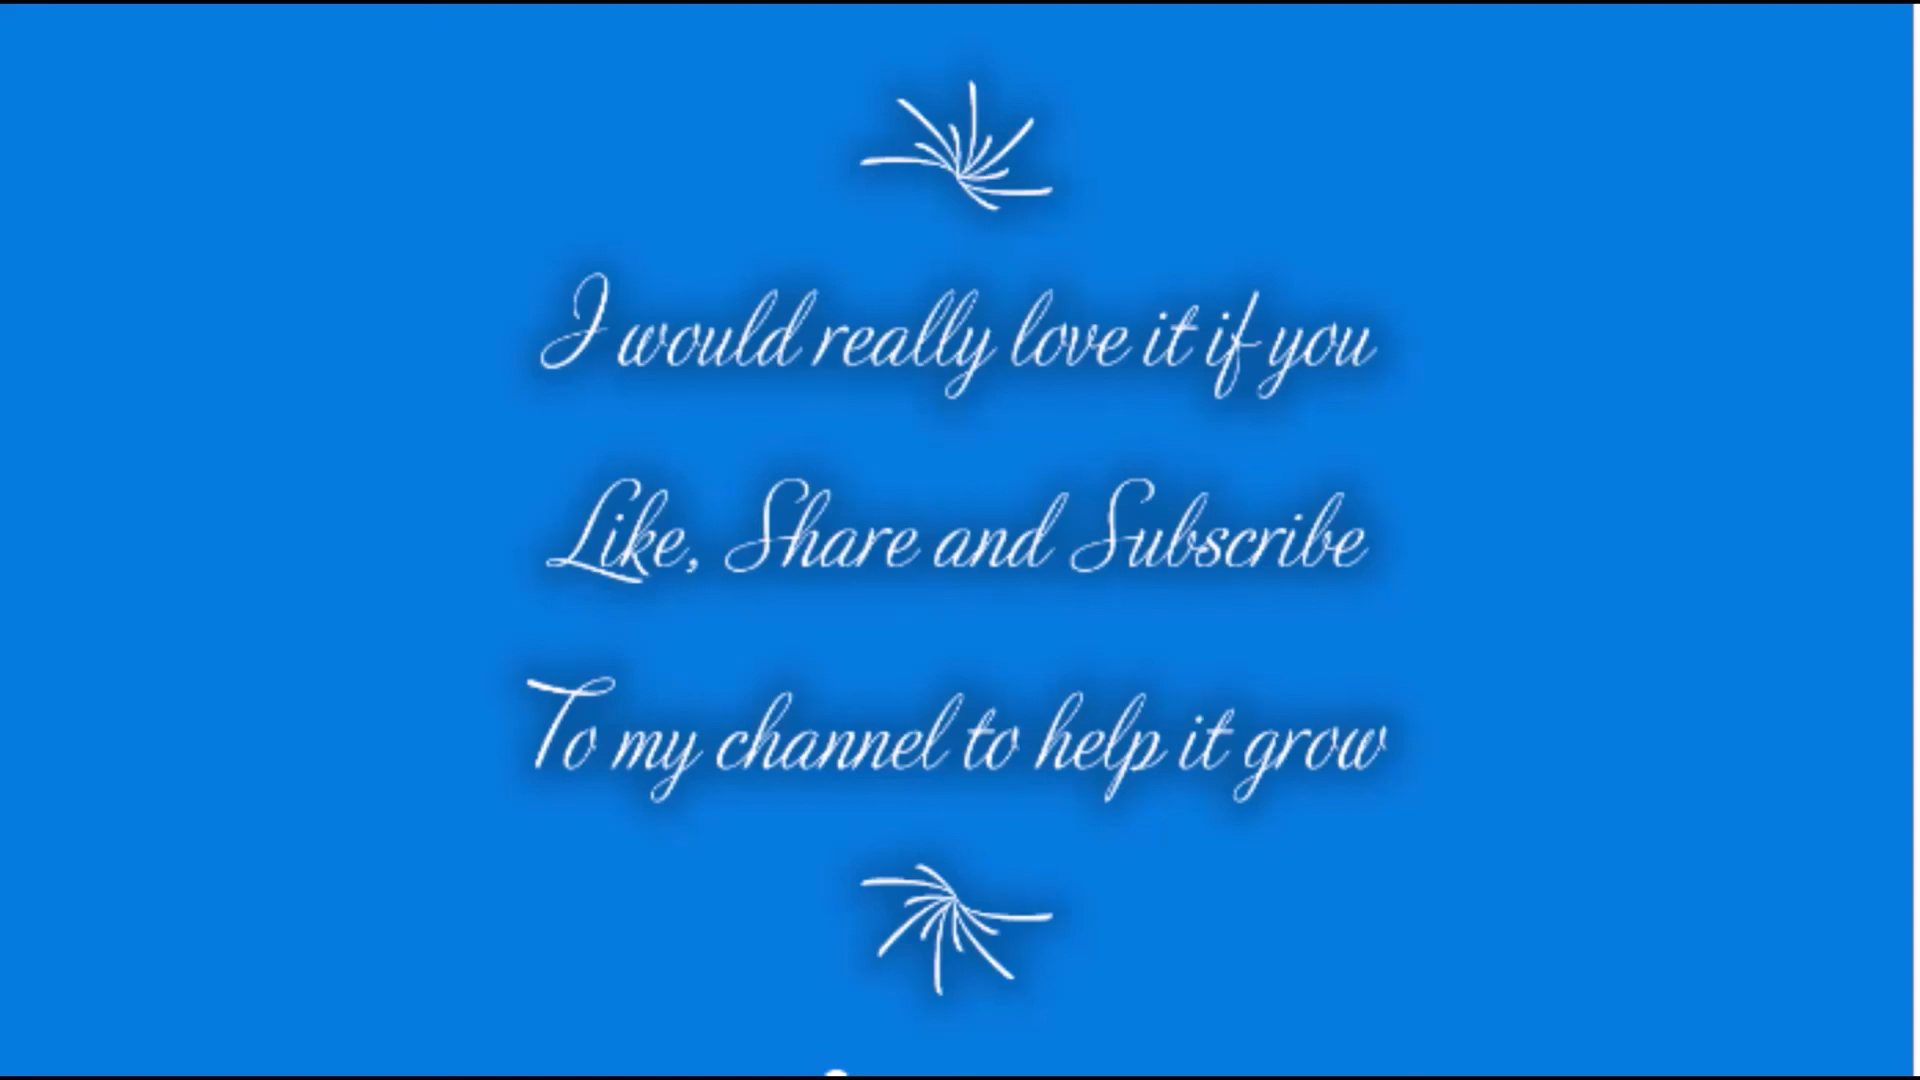 I would really love it if you
Like, Share and Subscribe
To my channel to help it grow